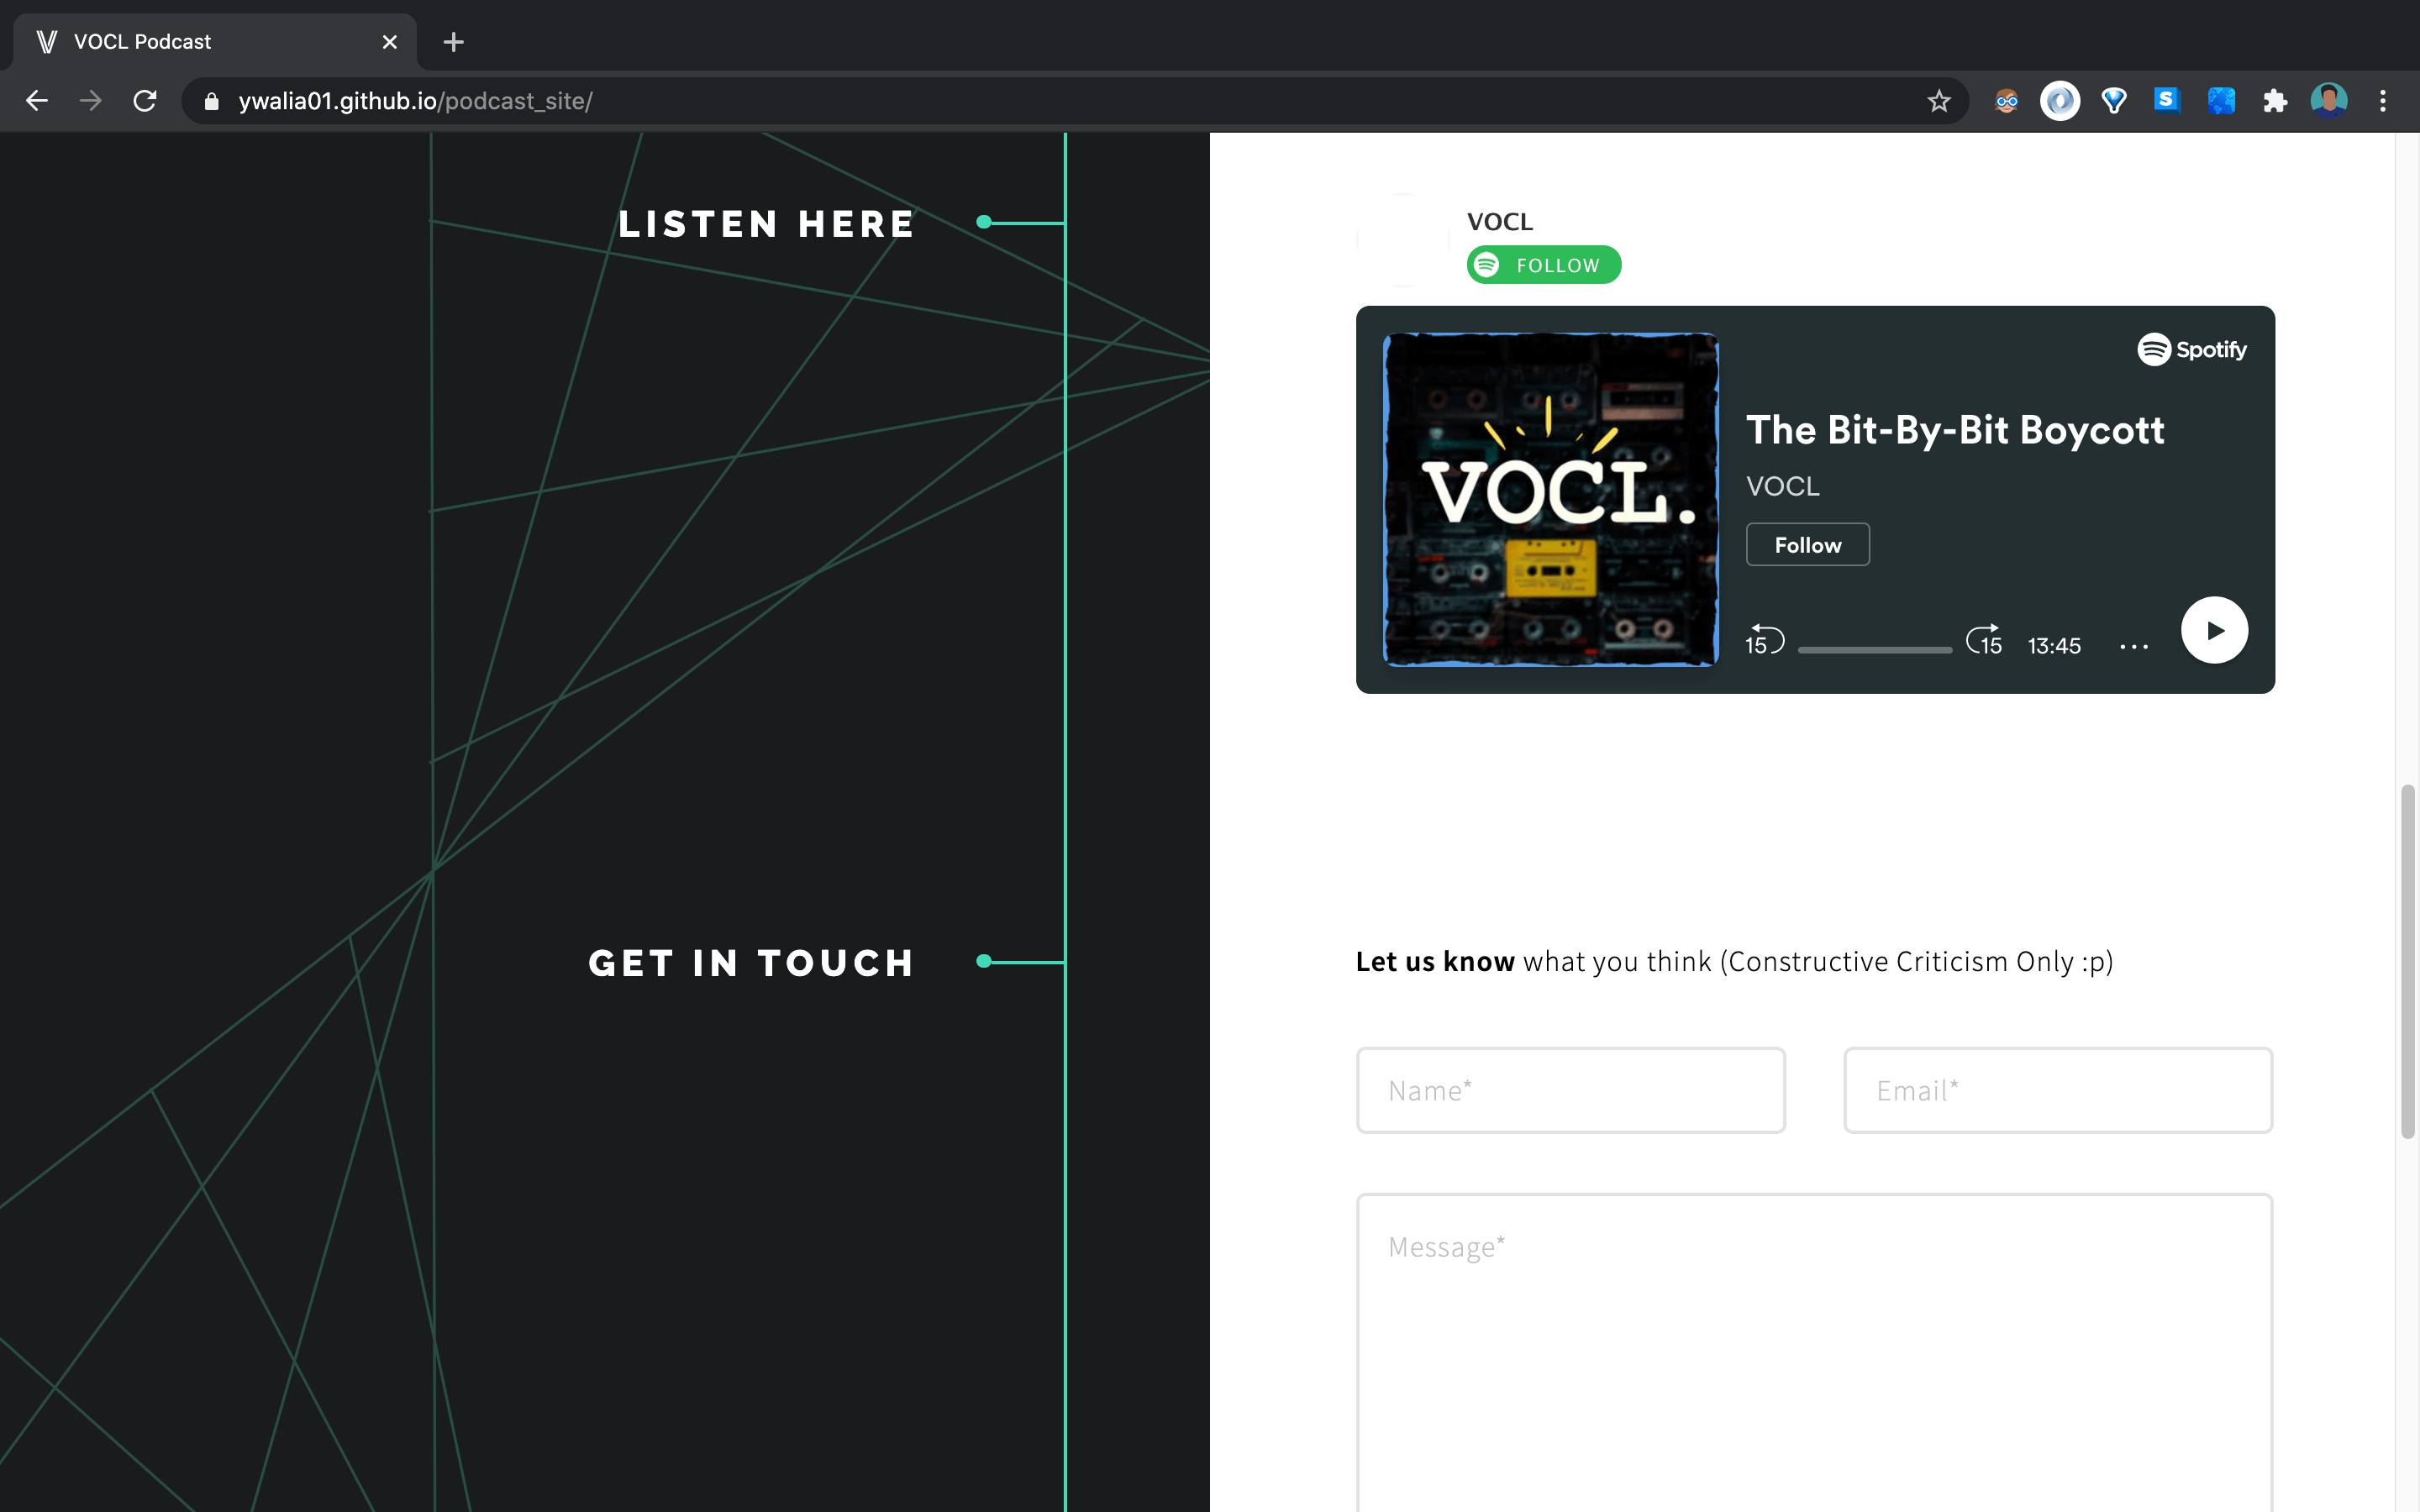 VOCL Podcast
ywalia01.github.io/podcast_site/
S
LISTEN HERE
VOCL
FOLLOW
Spotify
The Bit-By-Bit Boycott
VOCL
VOCL.
Follow
15
15
13:45
GET IN TOUCH
Let us know what you think (Constructive Criticism Only :p)
Name*
Email*
Message*